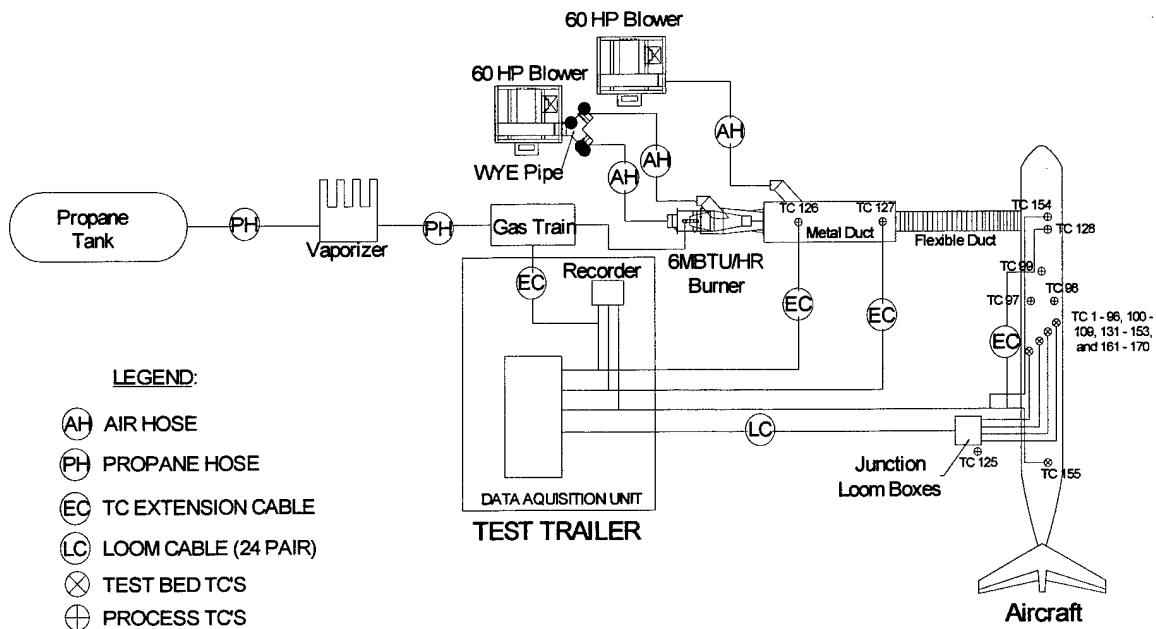 60 HP Blower
60 HP Blower
AH
WYE Pipe
AH
AH
Propane
Tank
PH
Vaporizer
PH
Gas Train
TC 126
TC 127
Metal Duct
Flexible Duct
TC 154
TC 128
6MBTU/HR
Burner
EC
Recorder
EC
EC
TC 99
TC 97
TC 98
EC
TC 1 - 96, 100 -
109, 131 - 153,
and 161 - 170
LC
Junction
Loom Boxes
TC 125
TC 155
DATA AQUISITION UNIT
TEST TRAILER
Aircraft
LEGEND:
AH AIR HOSE
PH PROPANE HOSE
EC TC EXTENSION CABLE
LC LOOM CABLE (24 PAIR)
TEST BED TC'S
PROCESS TC'S